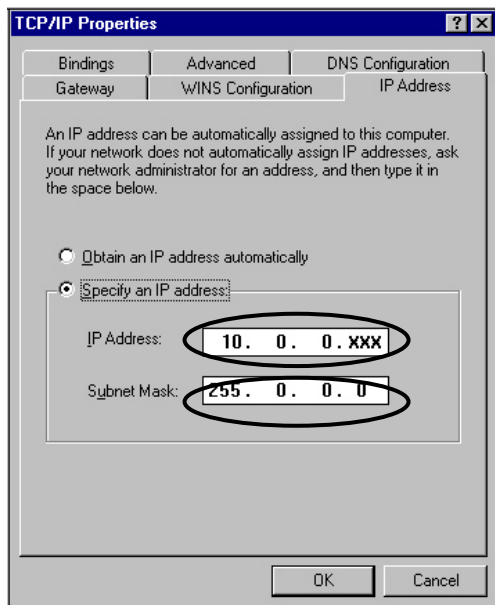 TCP/IP Properties ? ×
Bindings Advanced DNS Configuration
Gateway WINS Configuration IP Address
An IP address can be automatically assigned to this computer.
If your network does not automatically assign IP addresses, ask
your network administrator for an address, and then type it in
the space below.
Obtain an IP address automatically
Specify an IP address:
IP Address: 10. 0. 0. xxx
Subnet Mask: 255. 0. 0. 0
OK Cancel